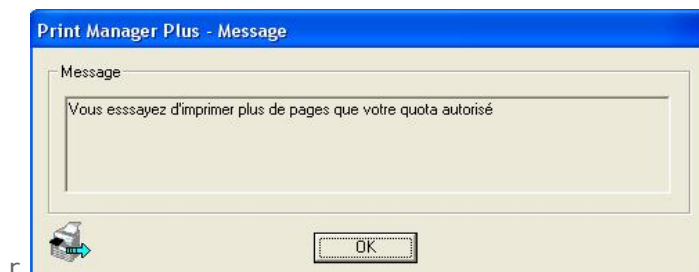 Print Manager Plus - Message
Message
Vous esssayez d'imprimer plus de pages que votre quota autorisé
OK
r